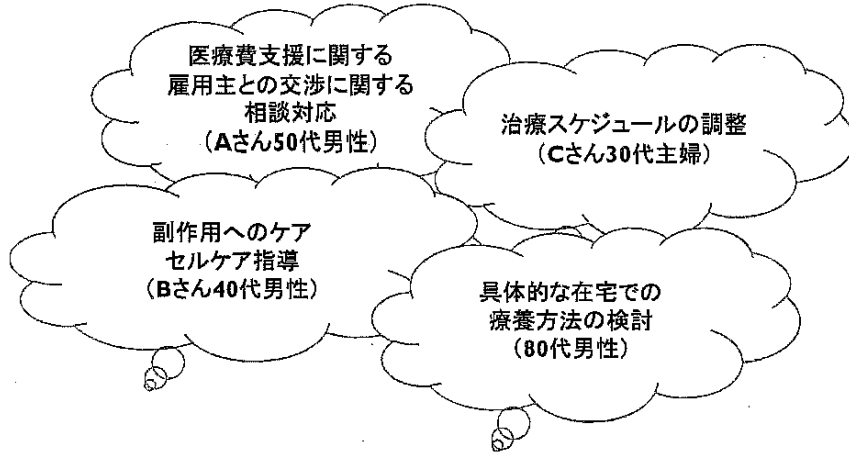 医療費支援に関する
雇用主との交渉に関する
相談対応
(Aさん50代男性)
治療スケジュールの調整
(Cさん30代主婦)
副作用へのケア
セルケア指導
(Bさん40代男性)
具体的な在宅での
療養方法の検討
(80代男性)